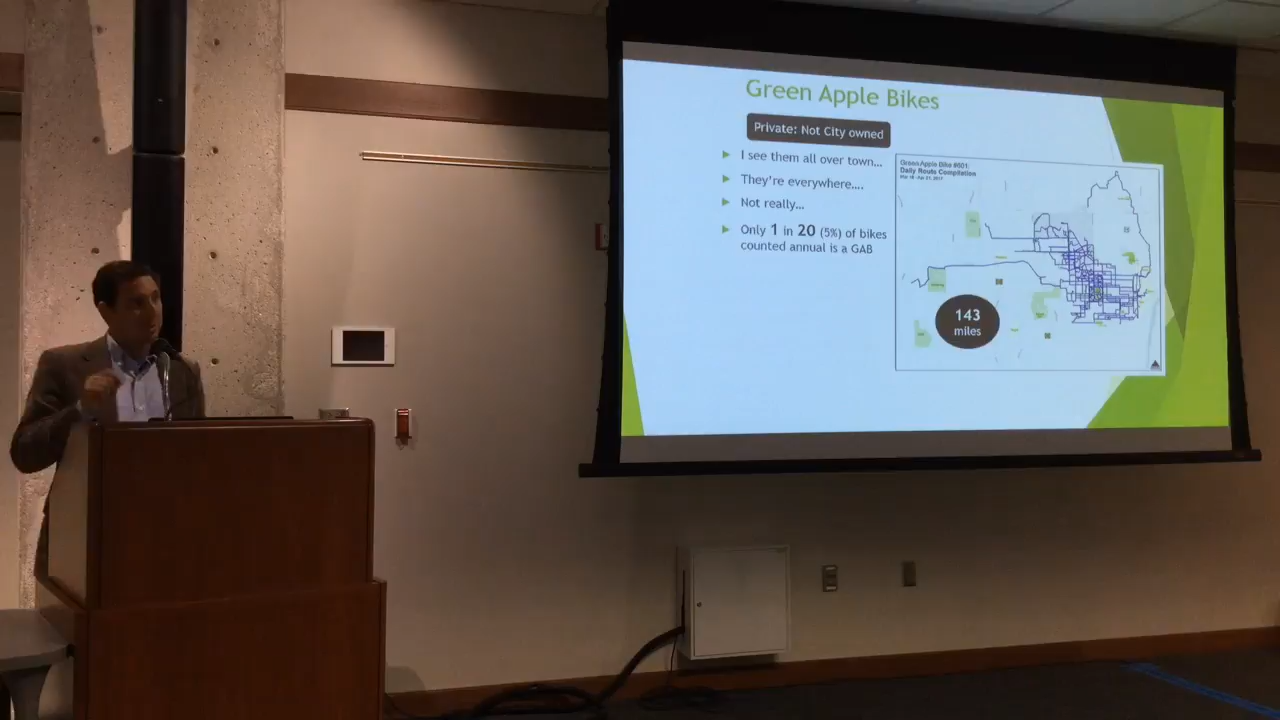 Green Apple Bikes
Private: Not City owned
I see them all over town...
They're everywhere....
Not really...
Only 1 in 20 (5%) of bikes
counted annual is a GAB
Green Apple Bike #601:
Daily Route Compilation
143
miles